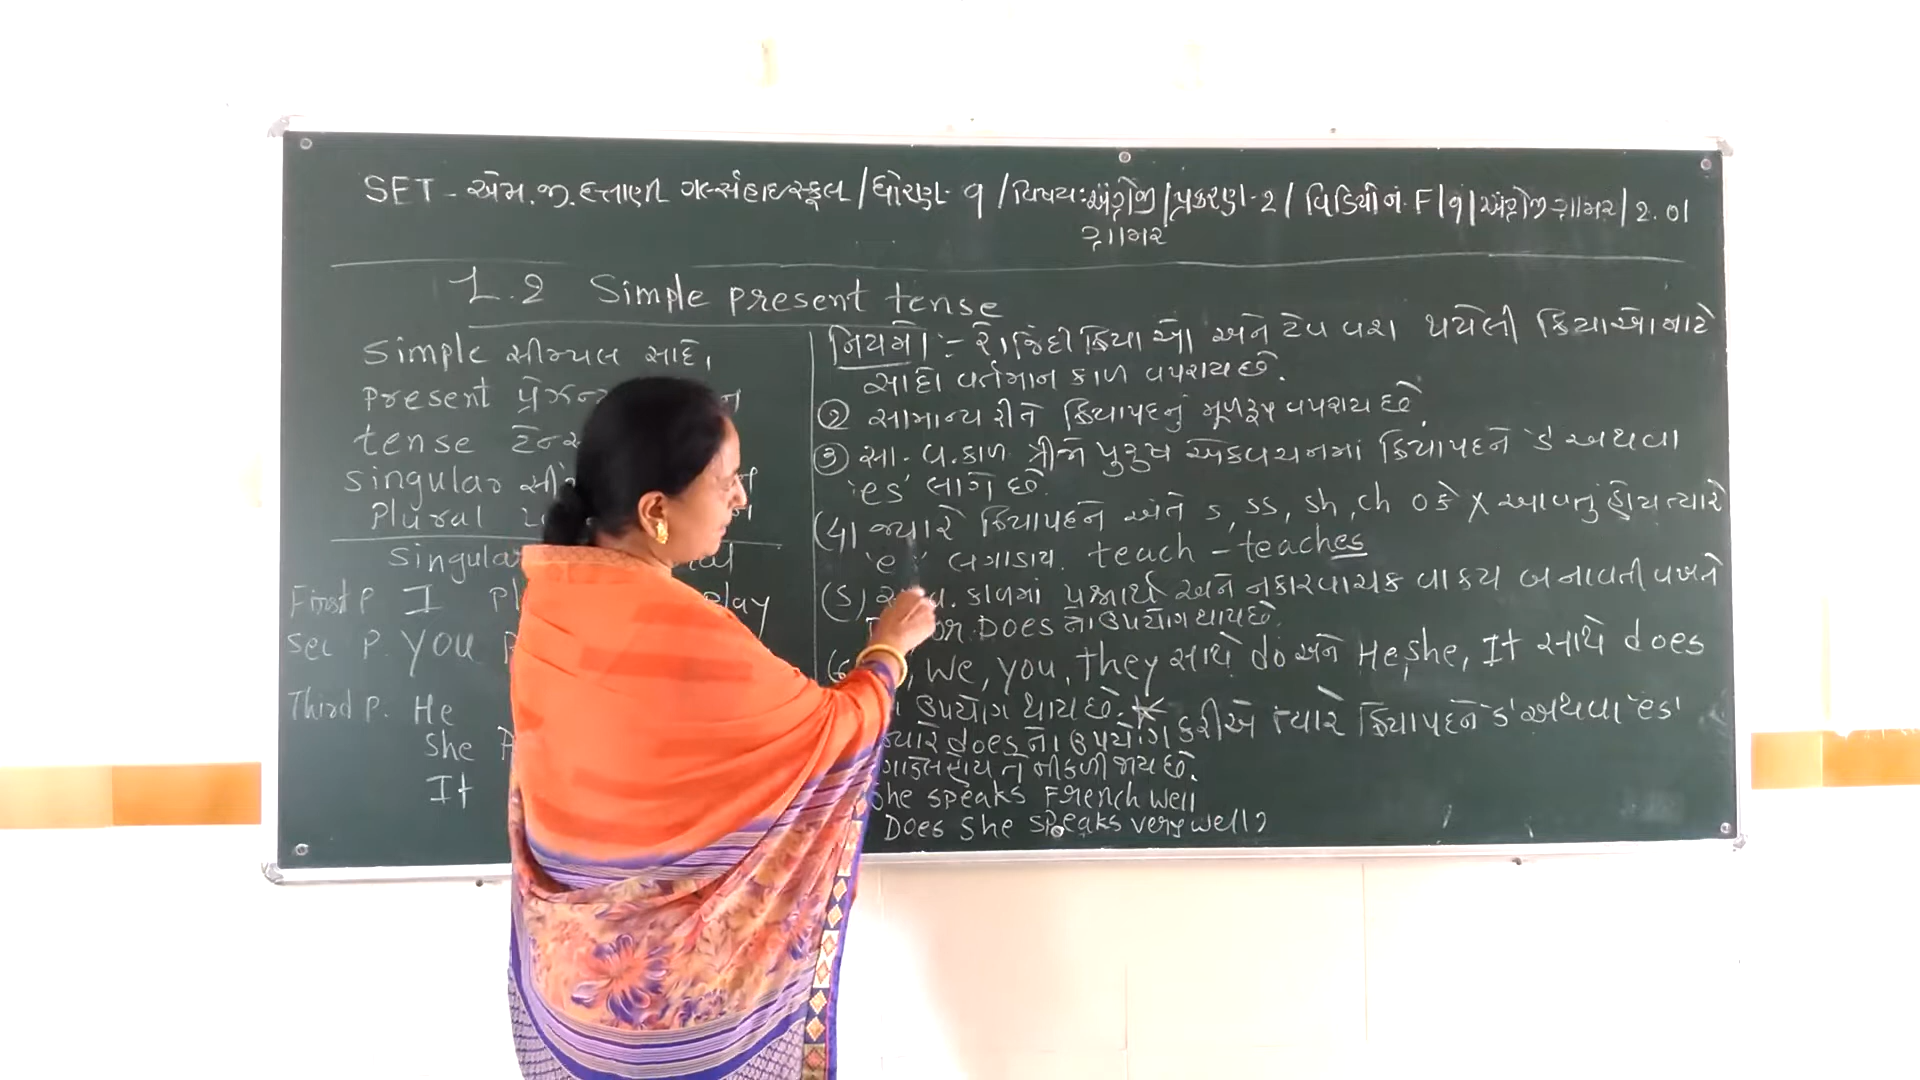 SET - એમ.જી. દત્તાણી ગર્લ્સ હાઇસ્કૂલ / ધોરણ - ૧ / વિષય: અંગ્રેજી / પ્રકરણ - 2 / વિડિયો નં. F/૧/ અંગ્રેજી ગ્રામર / 2.01
ગ્રામર
L.2 Simple present tense
Simple સીમ્પલ સાદો
Present
tense ટેન્સ
Singular
Plural
Singular
First P I
Play
Sec P. You
Third P. He
She
It
નિયમો :- રોજિંદી ક્રિયાઓ અને ટેવ વશ થયેલી ક્રિયાઓ માટે
સાદો વર્તમાન કાળ વપરાય છે.
② સામાન્ય રીતે ક્રિયાપદનું મૂળરૂપ વપરાય છે
③ સા. વ. કાળ ત્રીજો પુરુષ એકવચનમાં ક્રિયાપદને 's' અથવા
'es' લાગે છે.
(4) જ્યારે ક્રિયાપદને અંતે s, ss, sh, ch o કે x આવતું હોય ત્યારે
લગાડાય. teach - teaches
(5) કાળમાં પ્રશ્નાર્થ અને નકારવાચક વાક્ય બનાવતી વખતે
or Does નો ઉપયોગ થાય છે.
We, you, they સાથે do અને He, she, It સાથે does
ઉપયોગ થાય છે.
જ્યારે does નો ઉપયોગ કરીએ ત્યારે ક્રિયાપદને 's' અથવા 'es'
લગાડેલ હોય તે નીકળી જાય છે.
She speaks French well
Does She speaks very well?